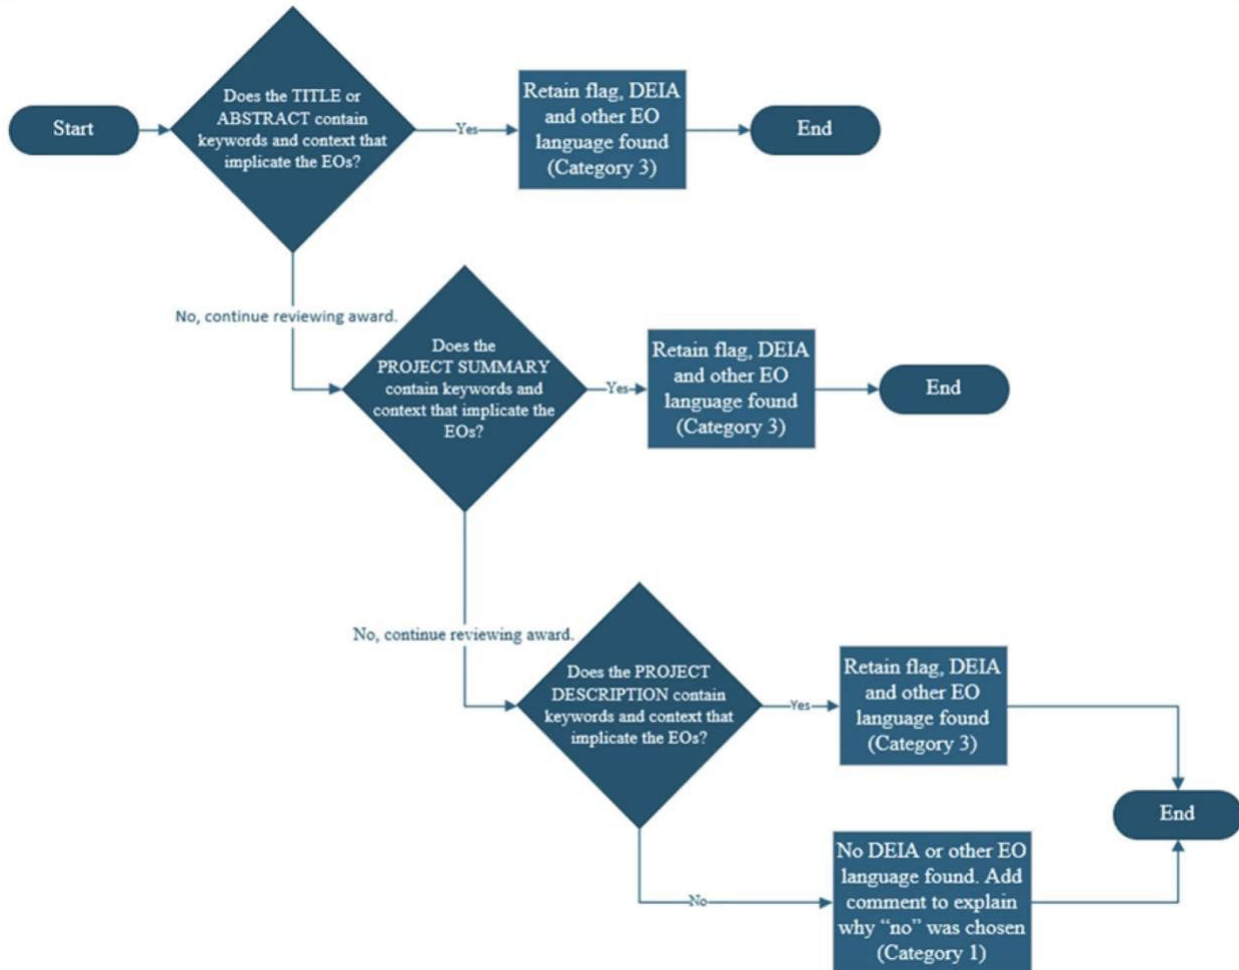 Start
Does the TITLE or
ABSTRACT contain
keywords and context that
implicate the EOs?
Yes
Retain flag, DEIA
and other EO
language found
(Category 3)
End
No, continue reviewing award.
Does the
PROJECT SUMMARY
contain keywords and
context that implicate the
EOs?
Yes
Retain flag, DEIA
and other EO
language found
(Category 3)
End
No, continue reviewing award.
Does the PROJECT
DESCRIPTION contain
keywords and context that
implicate the EOs?
Yes
Retain flag, DEIA
and other EO
language found
(Category 3)
End
No
No DEIA or other EO
language found. Add
comment to explain
why “no” was chosen
(Category 1)